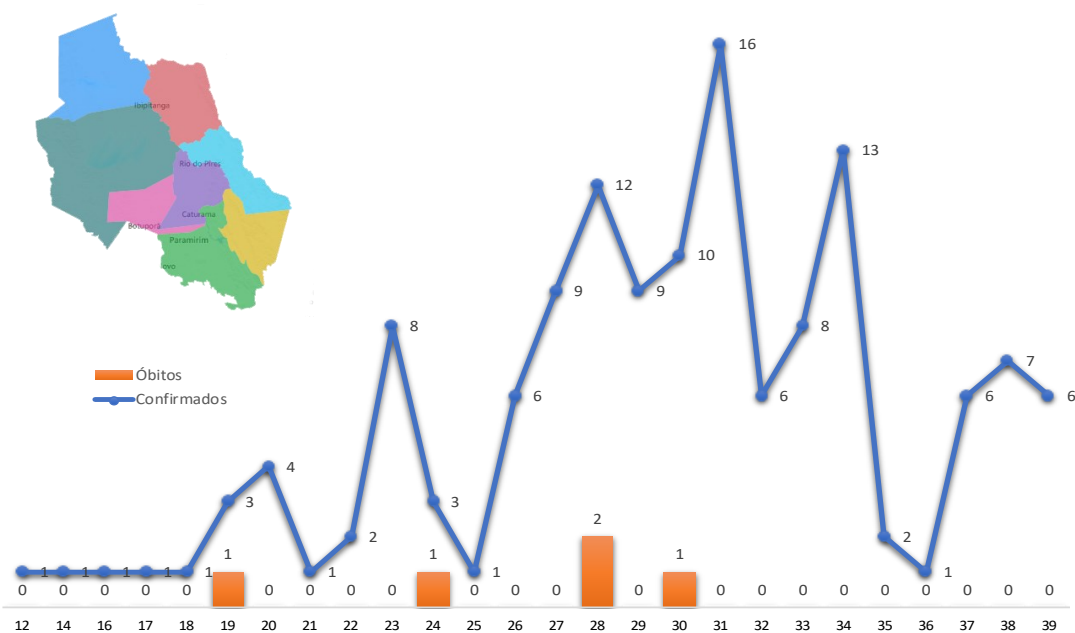 Ibipitanga
Rio do Pires
Caturama
Botuporã
Paramirim
ovo
Óbitos
Confirmados
16
13
12
10
9 9
8 8
7
6 6 6 6
4
3 3
2 2
1 1 1 1 1 1 1 1
1 1 2 1
0 0 0 0 0 0 0 0 0 0 0 0 0 0 0 0 0 0 0 0 0 0
12 14 16 17 18 19 20 21 22 23 24 25 26 27 28 29 30 31 32 33 34 35 36 37 38 39